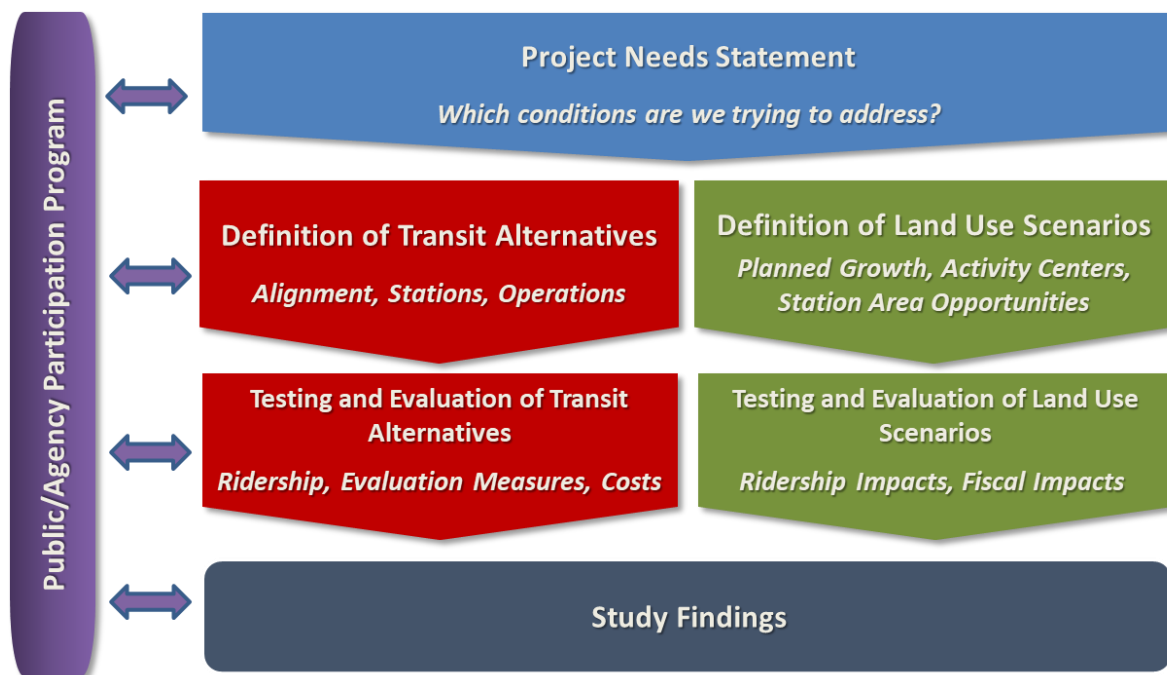 Public/Agency Participation Program
Project Needs Statement
Which conditions are we trying to address?
Definition of Transit Alternatives
Alignment, Stations, Operations
Definition of Land Use Scenarios
Planned Growth, Activity Centers,
Station Area Opportunities
Testing and Evaluation of Transit
Alternatives
Ridership, Evaluation Measures, Costs
Testing and Evaluation of Land Use
Scenarios
Ridership Impacts, Fiscal Impacts
Study Findings